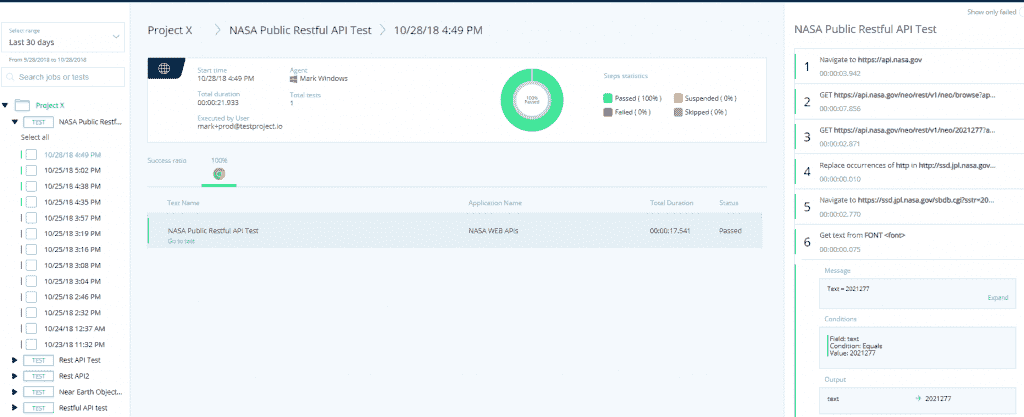 Show only failed
Select range
Last 30 days
From 9/28/2018 to 10/28/2018
Search jobs or tests
Project X
TEST NASA Public Restf...
Select all
10/28/18 4:49 PM
10/25/18 5:02 PM
10/25/18 4:38 PM
10/25/18 4:35 PM
10/25/18 3:57 PM
10/25/18 3:19 PM
10/25/18 3:16 PM
10/25/18 3:08 PM
10/25/18 3:04 PM
10/25/18 2:46 PM
10/25/18 2:32 PM
10/24/18 12:37 AM
10/23/18 11:32 PM
TEST Rest API Test
TEST Rest API2
TEST Near Earth Object...
TEST Restful API test
Project X NASA Public Restful API Test 10/28/18 4:49 PM
Start time
10/28/18 4:49 PM
Total duration
00:00:21.933
Executed by User
mark+prod@testproject.io
Agent
Mark Windows
Total tests
1
100%
Passed
Steps statistics
Passed ( 100% ) Suspended ( 0% )
Failed ( 0% ) Skipped ( 0% )
Success ratio 100%
Test Name Application Name Total Duration Status
NASA Public Restful API Test NASA WEB APIs 00:00:17.541 Passed
Go to test
NASA Public Restful API Test
1 Navigate to https://api.nasa.gov
00:00:03.942
2 GET https://api.nasa.gov/neo/rest/v1/neo/browse?ap...
00:00:07.856
3 GET https://api.nasa.gov/neo/rest/v1/neo/2021277?a...
00:00:02.871
4 Replace occurrences of http in http://ssd.jpl.nasa.gov...
00:00:00.010
5 Navigate to https://ssd.jpl.nasa.gov/sbdb.cgi?sstr=20...
00:00:02.770
6 Get text from FONT <font>
00:00:00.075
Message
Text = 2021277
Expand
Conditions
Field: text
Condition: Equals
Value: 2021277
Output
text → 2021277